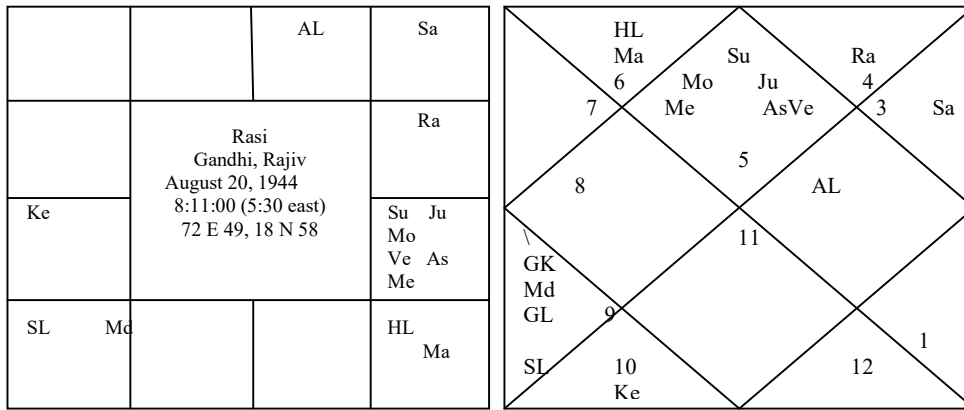 AL Sa
Ra
Rasi
Gandhi, Rajiv
August 20, 1944
8:11:00 (5:30 east)
72 E 49, 18 N 58
Ke
Su Ju
Mo
Ve As
Me
SL Md
HL
Ma
HL
Ma
6
7
Su
Mo Ju
Me AsVe
5
Ra
4
3 Sa
8
AL
\
GK
Md
GL
9
11
SL
10
Ke
12
1